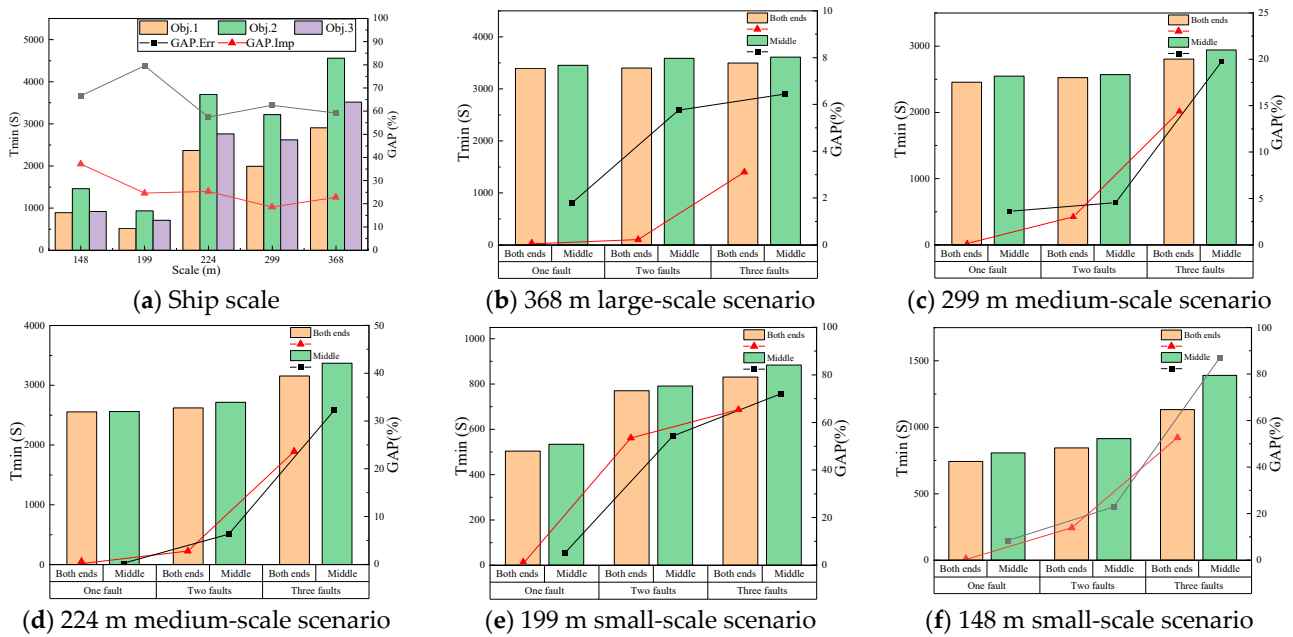 Obj.1 Obj.2 Obj.3
GAP.Err GAP.Imp
Tmin (S)
5000
4000
3000
2000
1000
0
GAP(%)
100
90
80
70
60
50
40
30
20
10
0
148 199 224 299 368
Scale (m)
(a) Ship scale
Both ends
Middle
Tmin (S)
4000
3000
2000
1000
0
GAP(%)
10
8
6
4
2
0
Both ends Middle Both ends Middle Both ends Middle
One fault Two faults Three faults
(b) 368 m large-scale scenario
Both ends
Middle
Tmin (S)
3000
2000
1000
0
GAP(%)
25
20
15
10
5
0
Both ends Middle Both ends Middle Both ends Middle
One fault Two faults Three faults
(c) 299 m medium-scale scenario
Both ends
Middle
Tmin (S)
4000
3000
2000
1000
0
GAP(%)
50
40
30
20
10
0
Both ends Middle Both ends Middle Both ends Middle
One fault Two faults Three faults
(d) 224 m medium-scale scenario
Both ends
Middle
Tmin (S)
1000
800
600
400
200
0
GAP(%)
100
80
60
40
20
0
Both ends Middle Both ends Middle Both ends Middle
One fault Two faults Three faults
(e) 199 m small-scale scenario
Both ends
Middle
Tmin (S)
1500
1000
500
0
GAP(%)
100
80
60
40
20
0
Both ends Middle Both ends Middle Both ends Middle
One fault Two faults Three faults
(f) 148 m small-scale scenario